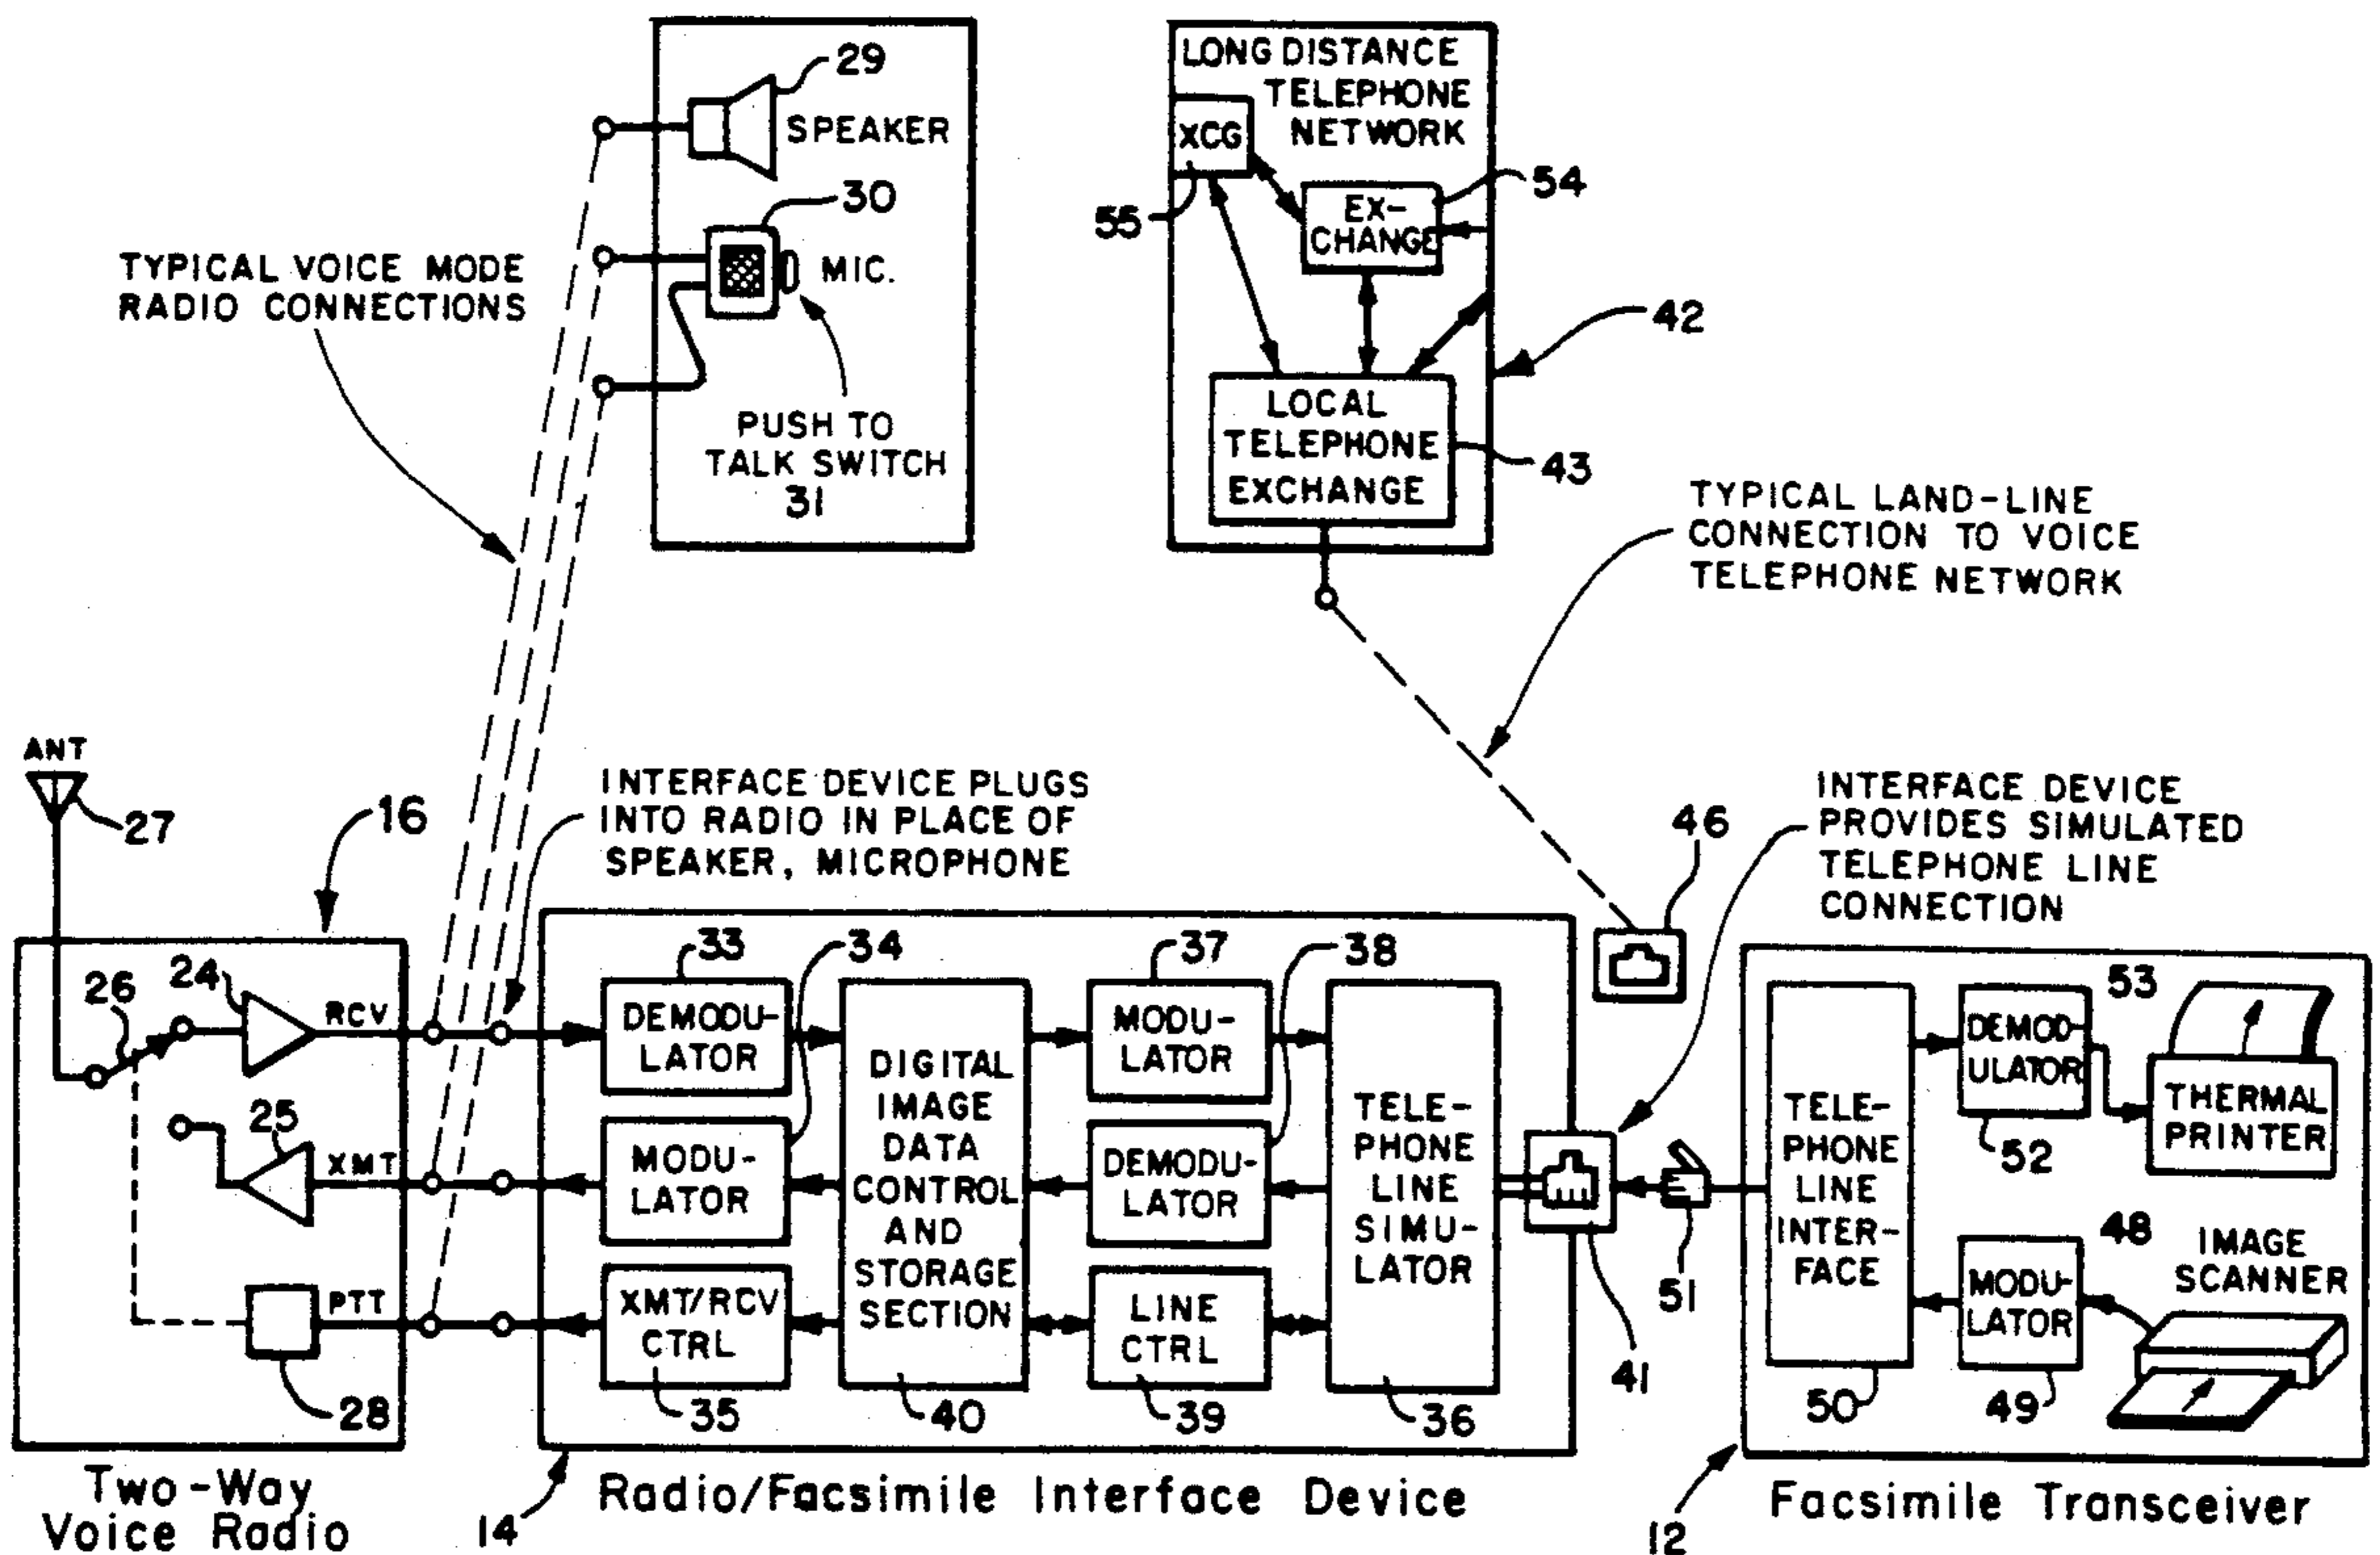 29
SPEAKER
30
MIC.
PUSH TO
TALK SWITCH
31
TYPICAL VOICE MODE
RADIO CONNECTIONS
LONG DISTANCE
TELEPHONE
NETWORK
XCG
55
54
EX-
CHANGE
42
LOCAL
TELEPHONE
EXCHANGE
43
TYPICAL LAND-LINE
CONNECTION TO VOICE
TELEPHONE NETWORK
ANT
27
16
INTERFACE DEVICE PLUGS
INTO RADIO IN PLACE OF
SPEAKER, MICROPHONE
46
INTERFACE DEVICE
PROVIDES SIMULATED
TELEPHONE LINE
CONNECTION
26
24
RCV
25
XMT
PTT
28
Two-Way
Voice Radio
33
DEMODU-
LATOR
34
MODU-
LATOR
XMT/RCV
CTRL
35
DIGITAL
IMAGE
DATA
CONTROL
AND
STORAGE
SECTION
40
37
MODU-
LATOR
38
DEMODU-
LATOR
LINE
CTRL
39
TELE-
PHONE
LINE
SIMU-
LATOR
36
41
51
14
Radio/Facsimile Interface Device
TELE-
PHONE
LINE
INTER-
FACE
50
DEMOD-
ULATOR
52
53
THERMAL
PRINTER
48
IMAGE
SCANNER
MODU-
LATOR
49
12
Facsimile Transceiver